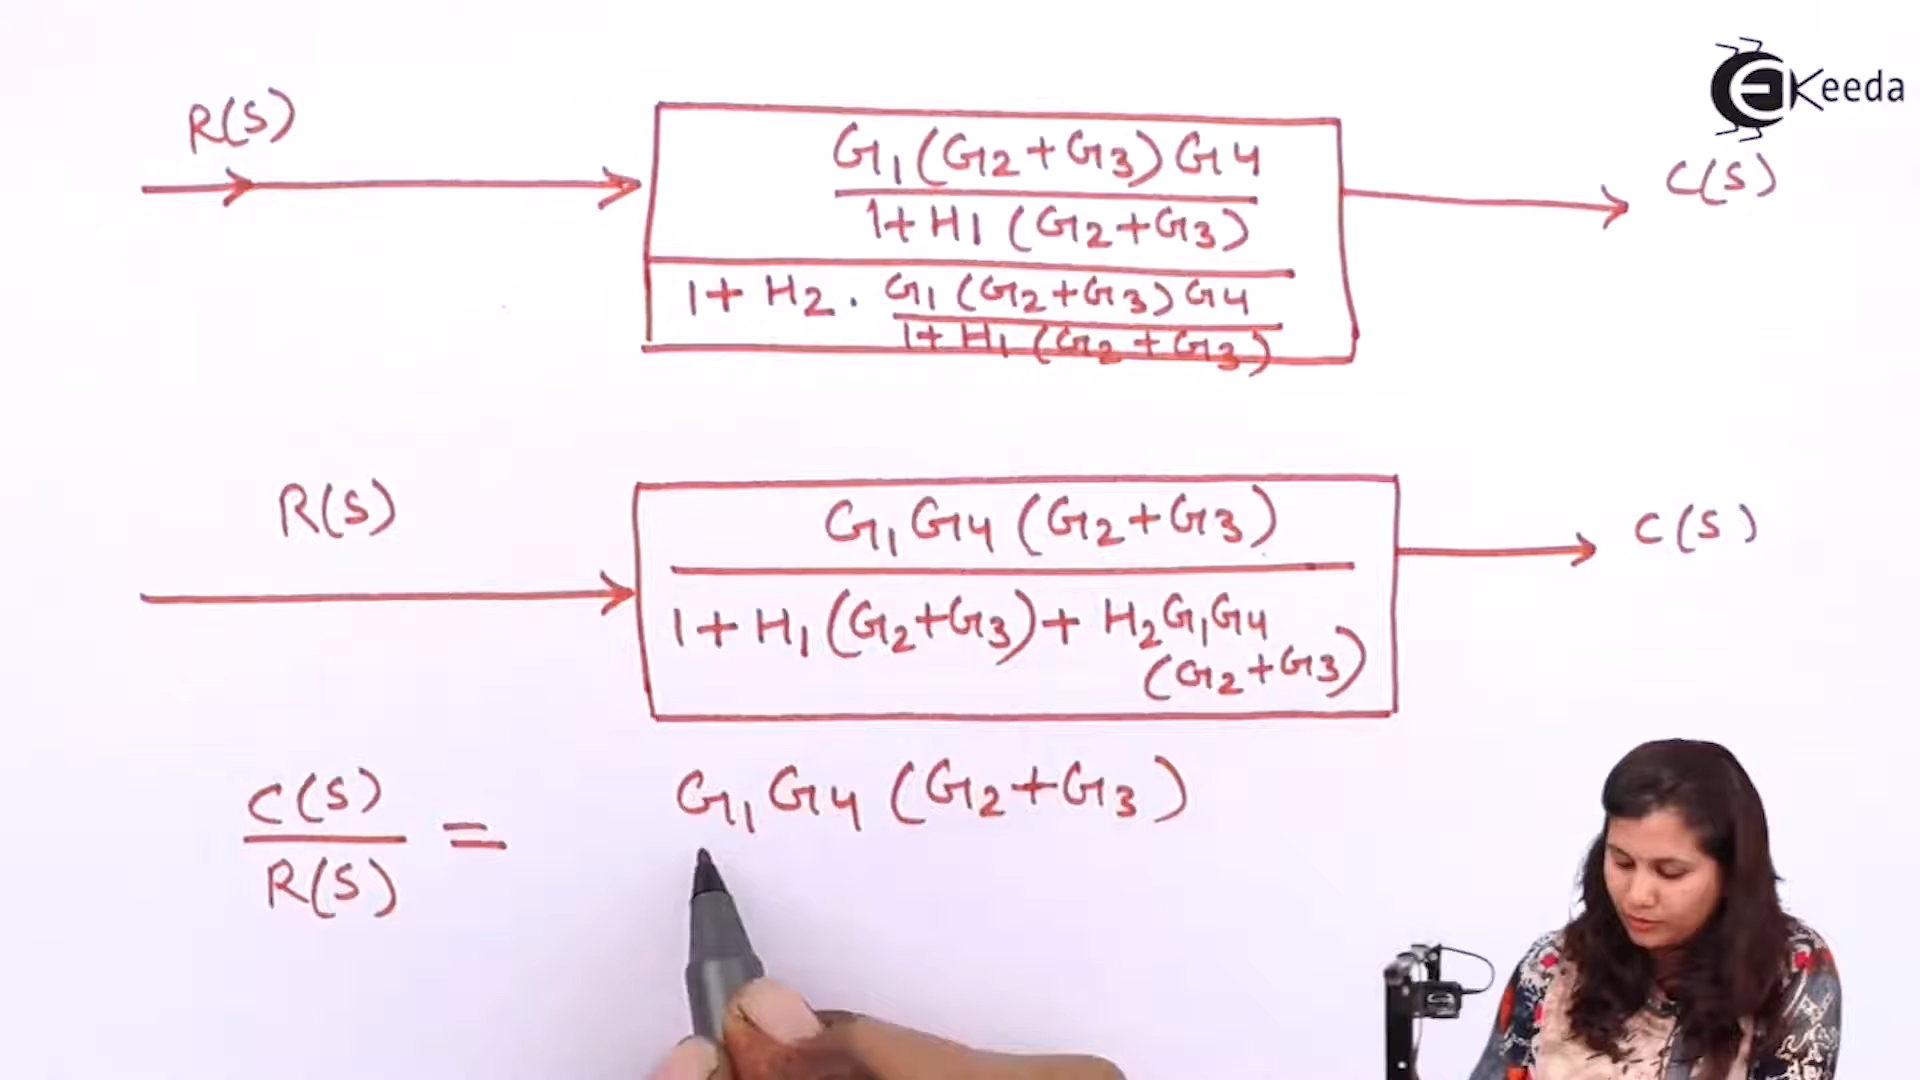 EKeeda
R(S)
G1(G2+G3)G4
C(S)
1+H1(G2+G3)
1+H2. G1(G2+G3)G4
1+H1(G2+G3)
R(S)
G1G4(G2+G3)
C(S)
1+H1(G2+G3)+H2G1G4
(G2+G3)
C(S)
R(S)
=
G1G4(G2+G3)